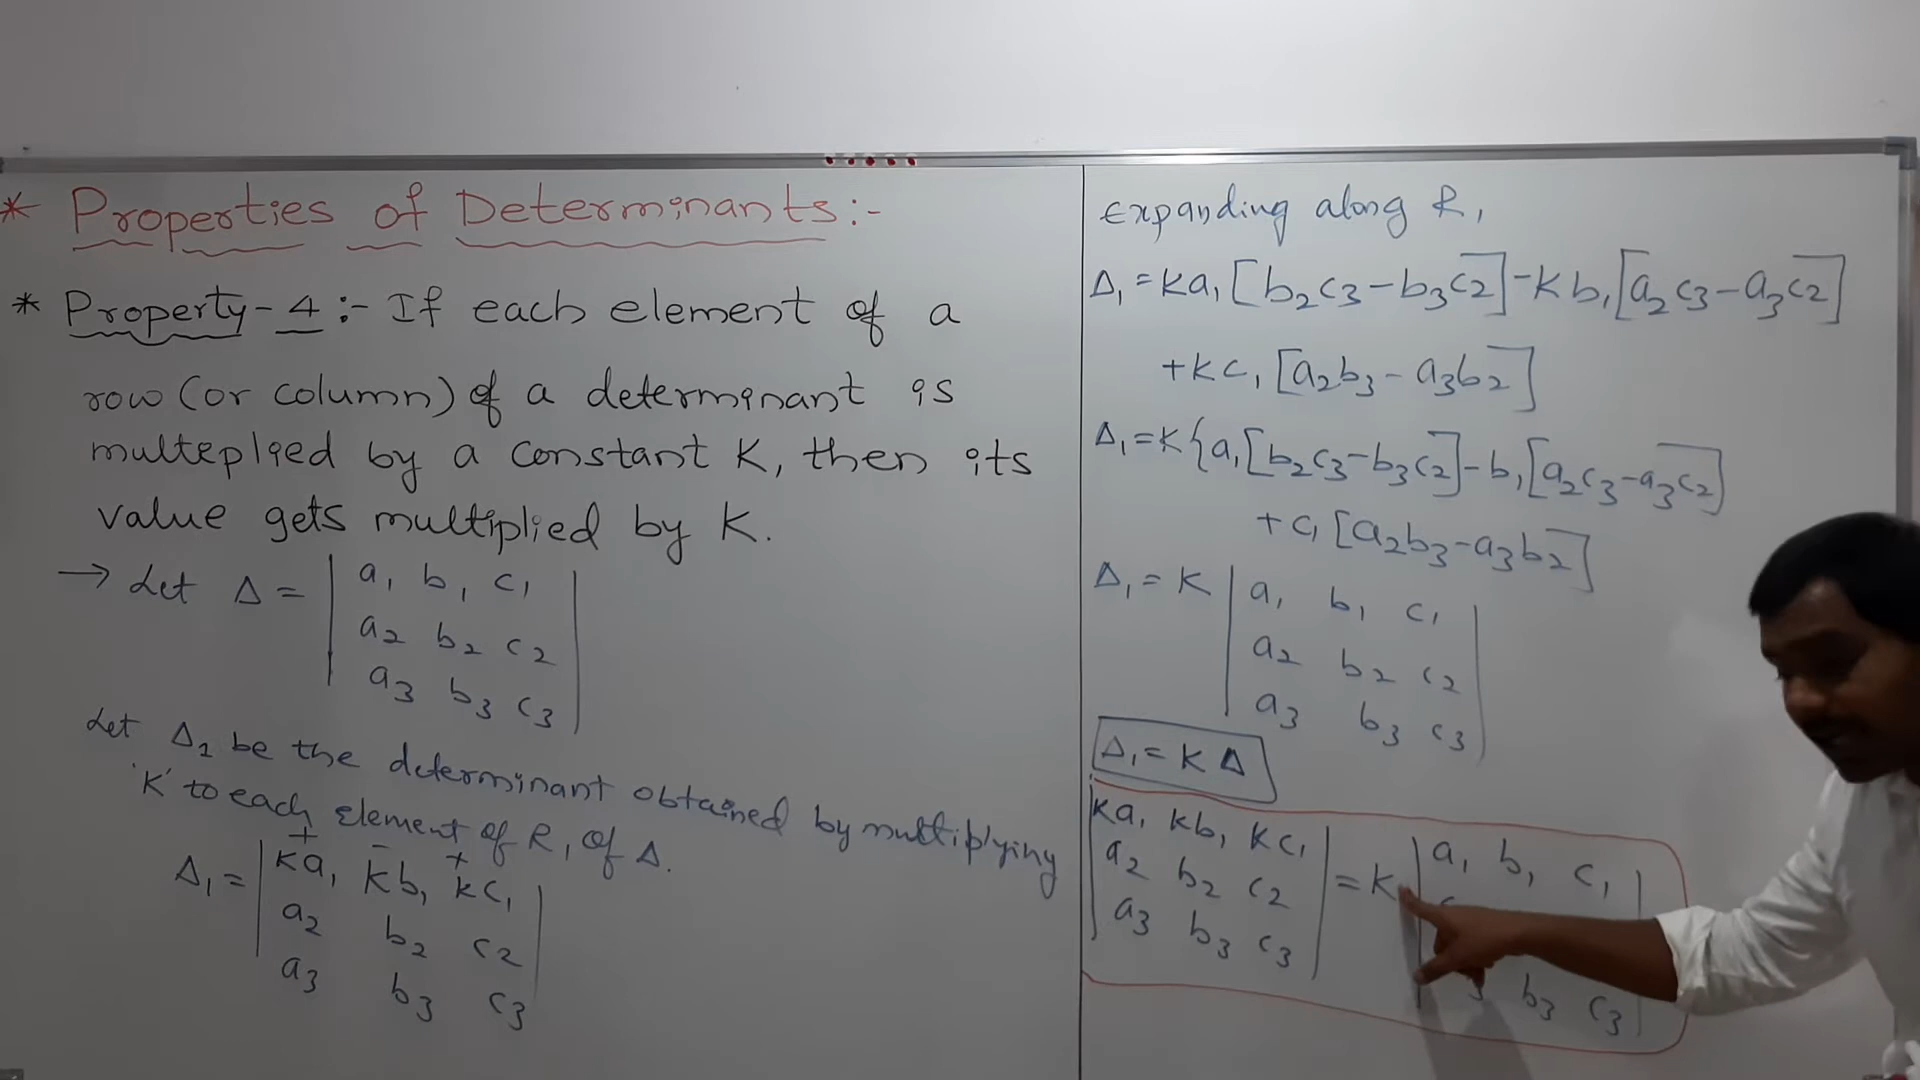 * Properties of Determinants:-
* Property-4:- If each element of a
row (or column) of a determinant is
multeplied by a constant K, then its
value gets multiplied by K.
→ Let Δ = | a₁ b₁ c₁
a₂ b₂ c₂
a₃ b₃ c₃ |
Let Δ₁ be the determinant obtained by multiplying
'K' to each element of R₁ of Δ.
+ - +
Δ₁ = | ka₁ kb₁ kc₁
a₂ b₂ c₂
a₃ b₃ c₃ |
Expanding along R₁
Δ₁ = ka₁ [b₂c₃ - b₃c₂] - kb₁ [a₂c₃ - a₃c₂]
+ kc₁ [a₂b₃ - a₃b₂]
Δ₁ = k { a₁ [b₂c₃ - b₃c₂] - b₁ [a₂c₃ - a₃c₂]
+ c₁ [a₂b₃ - a₃b₂]
Δ₁ = K | a₁ b₁ c₁
a₂ b₂ c₂
a₃ b₃ c₃ |
Δ₁ = K Δ
| ka₁ kb₁ kc₁ | = k | a₁ b₁ c₁ |
a₂ b₂ c₂
a₃ b₃ c₃ b₃ c₃